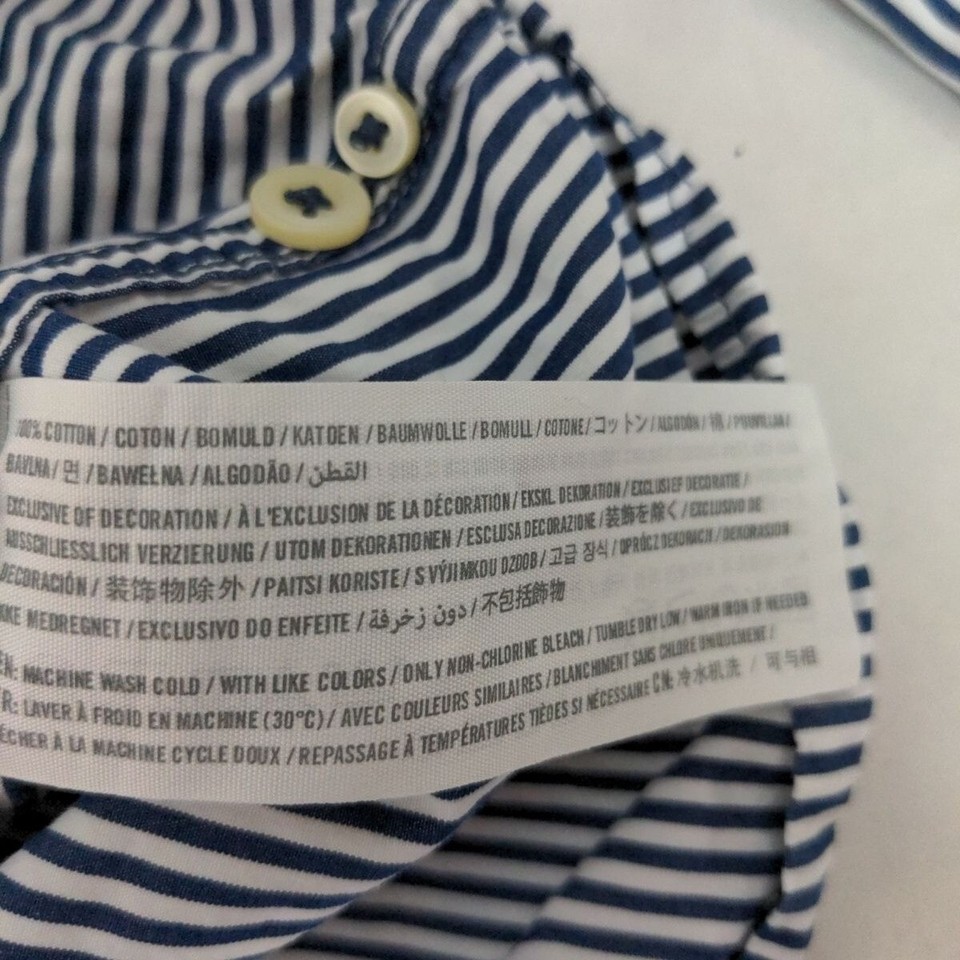 100% COTTON / COTON / BOMULD / KATOEN / BAUMWOLLE / BOMULL / COTONE / コットン / ALGODÓN / 棉 / PUUVILLAA /
BAVLNA / 면 / BAWEŁNA / ALGODÃO / القطن
EXCLUSIVE OF DECORATION / À L'EXCLUSION DE LA DÉCORATION / EKSKL. DEKORATION / EXCLUSIEF DECORATIE /
AUSSCHLIESSLICH VERZIERUNG / UTOM DEKORATIONEN / ESCLUSA DECORAZIONE / 装飾を除く / EXCLUSIVO DE
DECORACIÓN / 装饰物除外 / PAITSI KORISTE / S VÝJIMKOU OZDOB / 고급 장식 / OPRÓCZ DEKORACJI / DEKORASJON
IKKE MEDREGNET / EXCLUSIVO DO ENFEITE / دون زخرفة / 不包括飾物
EN: MACHINE WASH COLD / WITH LIKE COLORS / ONLY NON-CHLORINE BLEACH / TUMBLE DRY LOW / WARM IRON IF NEEDED
FR: LAVER À FROID EN MACHINE (30°C) / AVEC COULEURS SIMILAIRES / BLANCHIMENT SANS CHLORE UNIQUEMENT /
SÉCHER À LA MACHINE CYCLE DOUX / REPASSAGE À TEMPÉRATURES TIÈDES SI NÉCESSAIRE CN: 冷水机洗 / 可与相